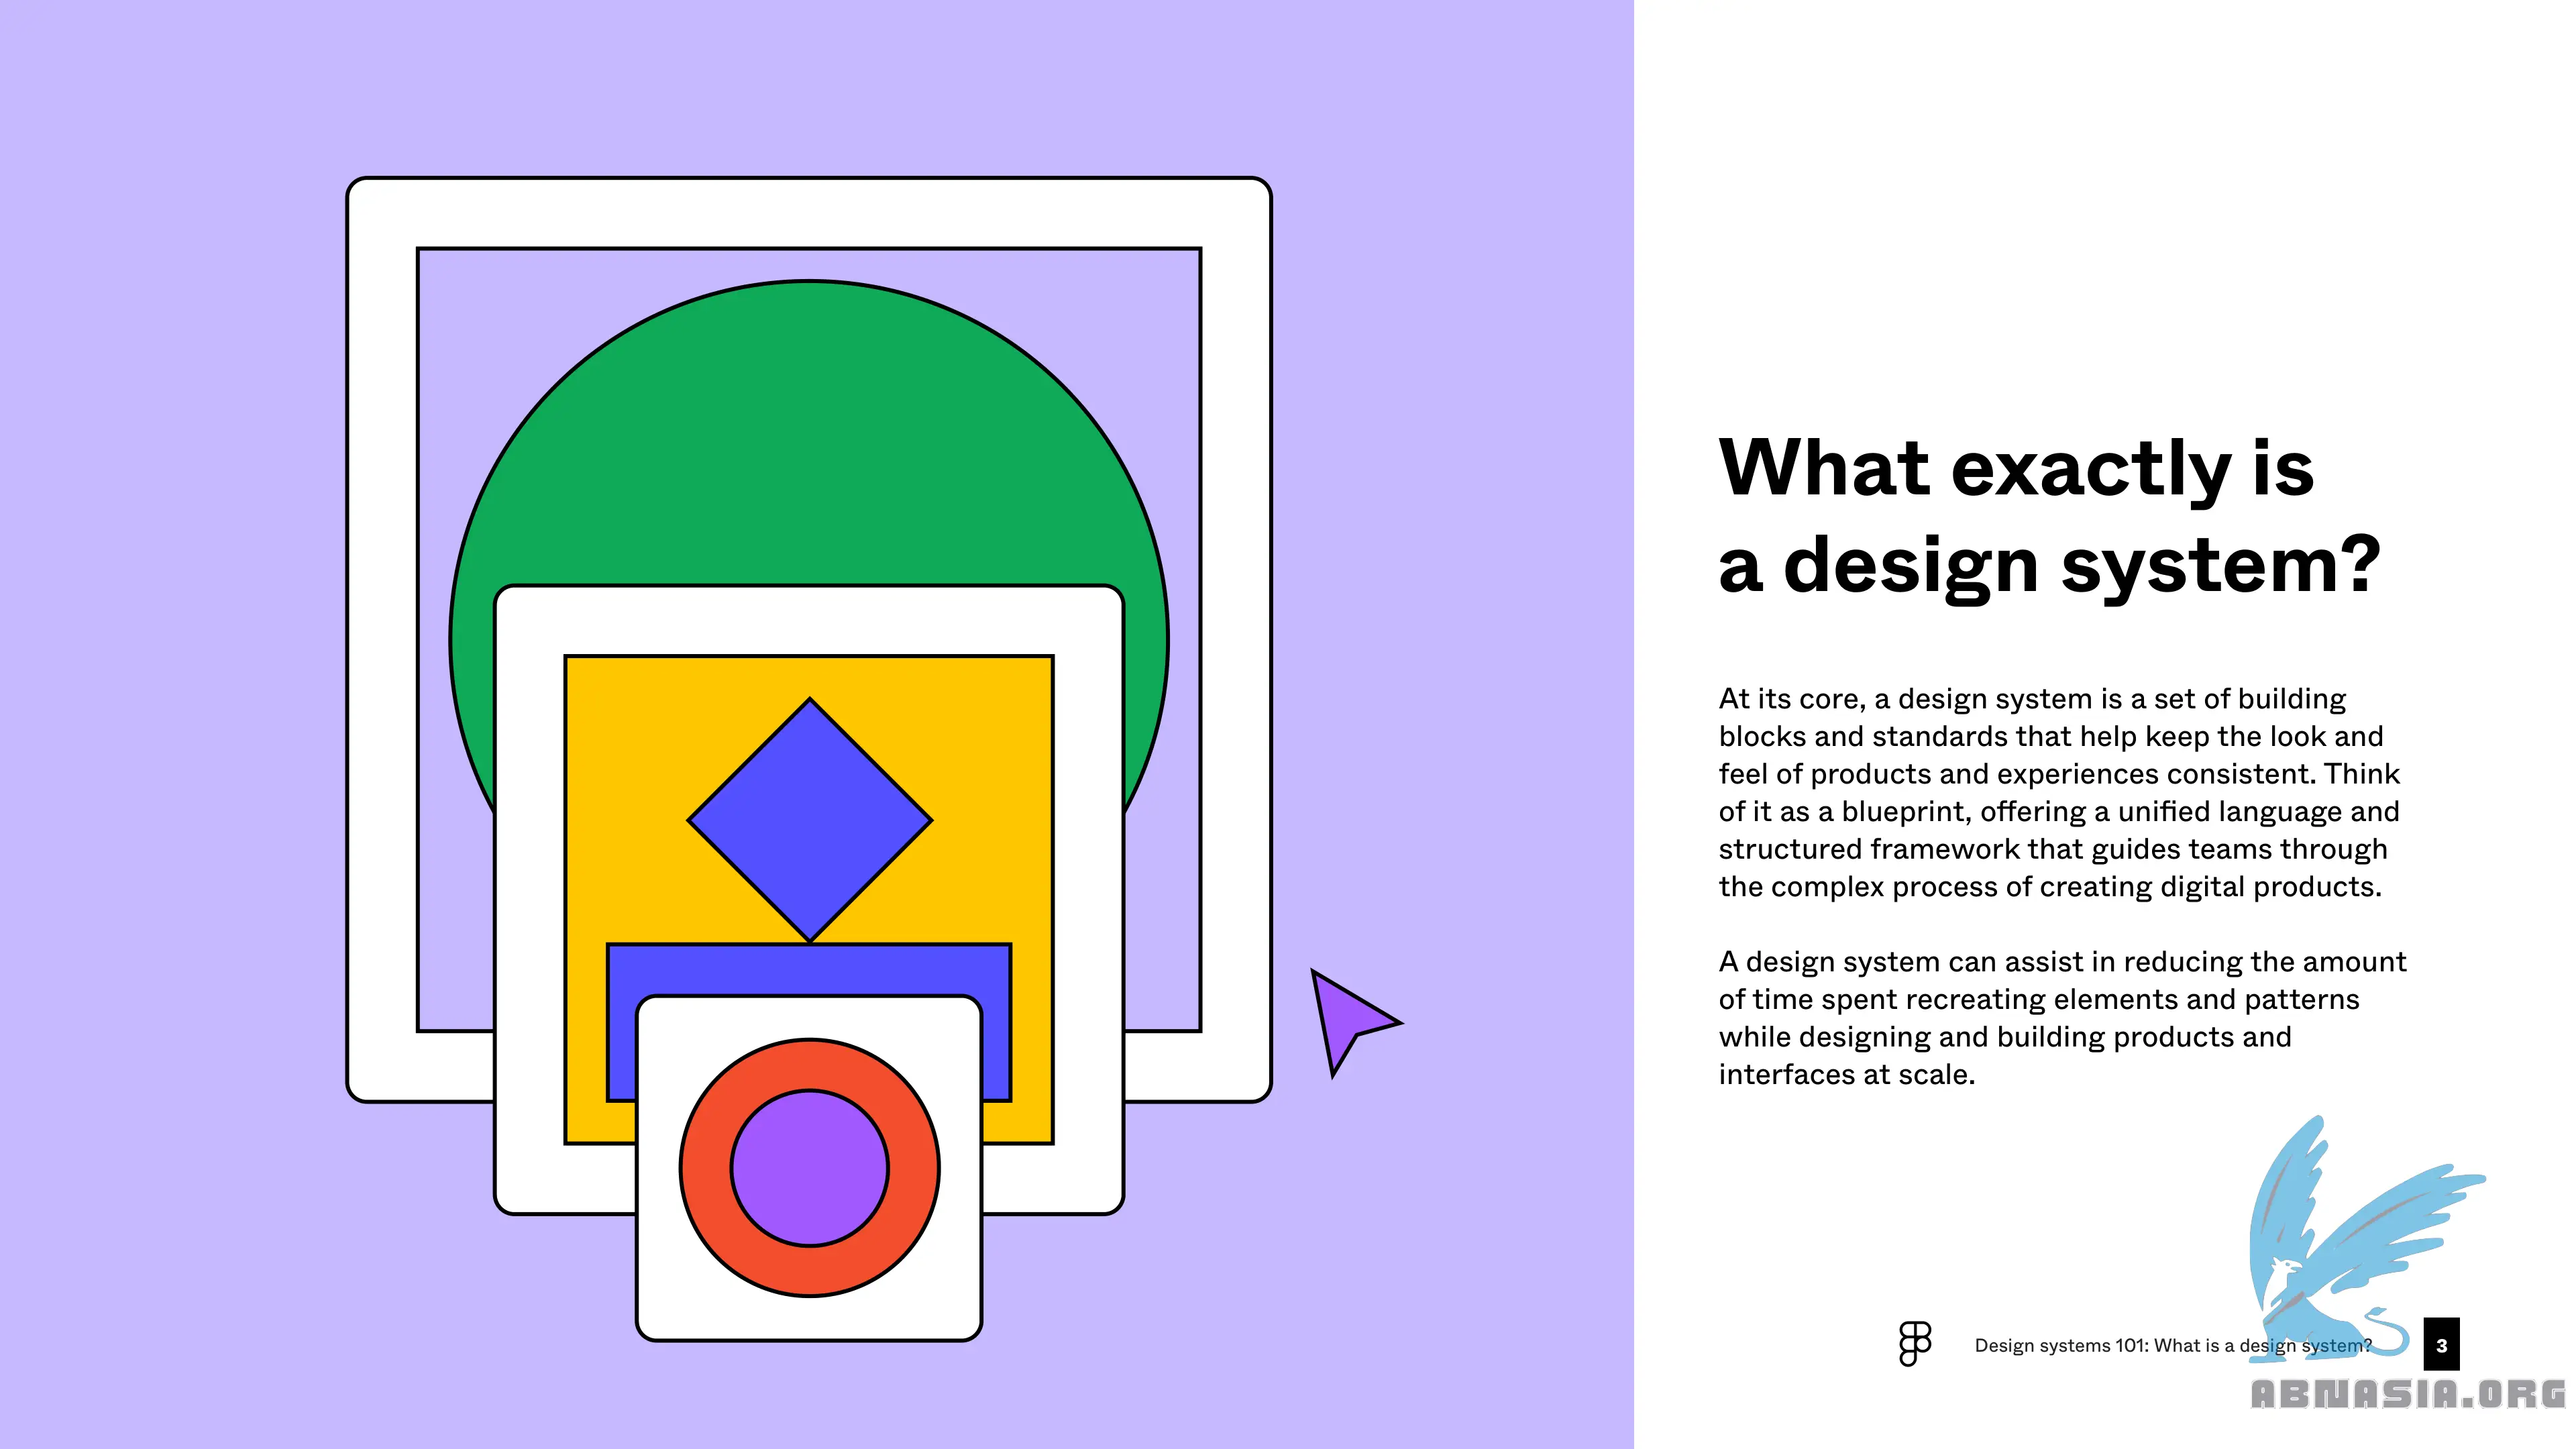 What exactly is
a design system?
At its core, a design system is a set of building
blocks and standards that help keep the look and
feel of products and experiences consistent. Think
of it as a blueprint, offering a unified language and
structured framework that guides teams through
the complex process of creating digital products.
A design system can assist in reducing the amount
of time spent recreating elements and patterns
while designing and building products and
interfaces at scale.
Design systems 101: What is a design system?
3
ABNASIA.ORG